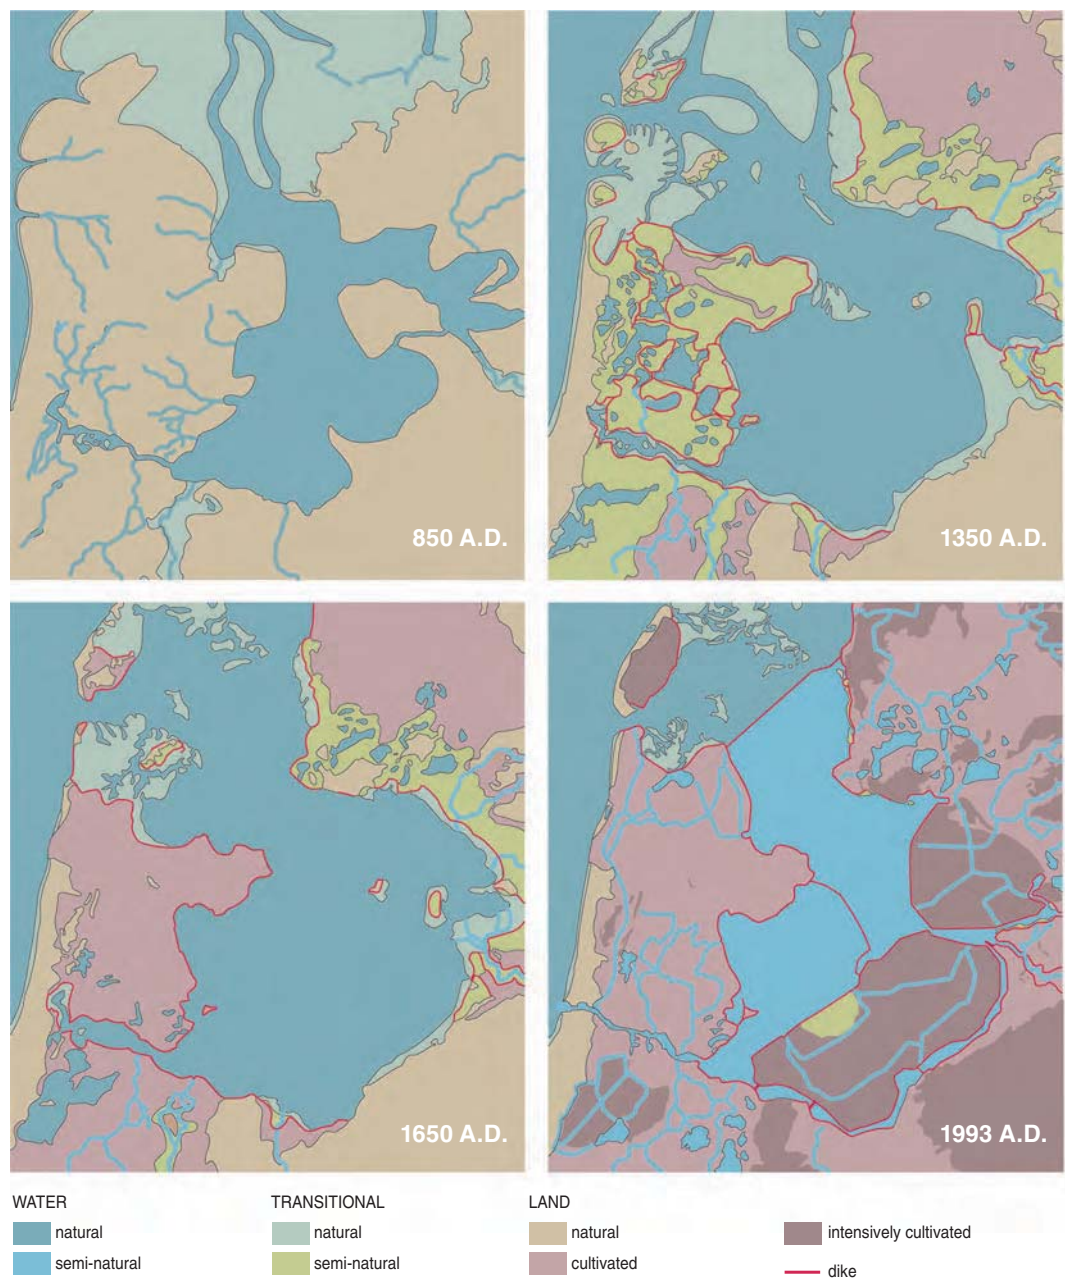 850 A.D.
1350 A.D.
1650 A.D.
1993 A.D.
WATER
natural
semi-natural
TRANSITIONAL
natural
semi-natural
LAND
natural
cultivated
intensively cultivated
dike